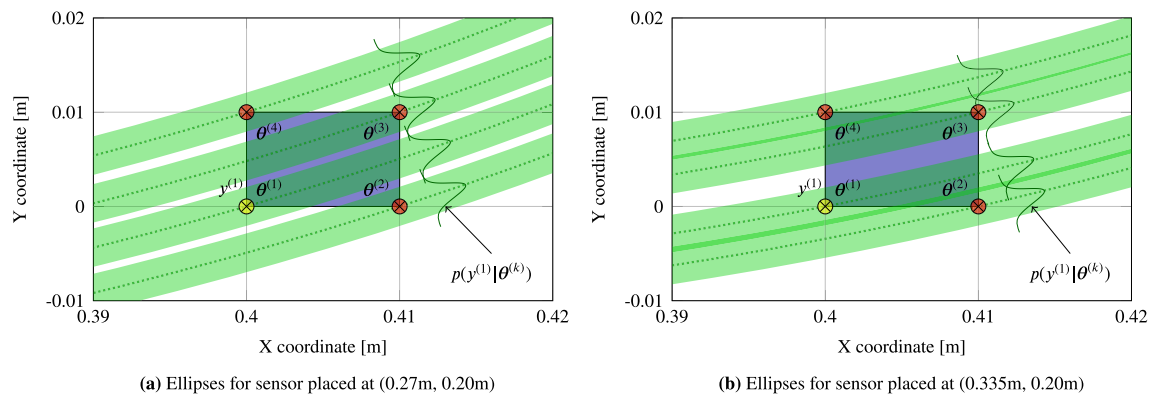 0.02
0.01
0
-0.01
0.39
0.4
0.41
0.42
Y coordinate [m]
X coordinate [m]
θ(4)
θ(3)
y(1)
θ(1)
θ(2)
p(y(1)|θ(k))
(a) Ellipses for sensor placed at (0.27m, 0.20m)
0.02
0.01
0
-0.01
0.39
0.4
0.41
0.42
Y coordinate [m]
X coordinate [m]
θ(4)
θ(3)
y(1)
θ(1)
θ(2)
p(y(1)|θ(k))
(b) Ellipses for sensor placed at (0.335m, 0.20m)